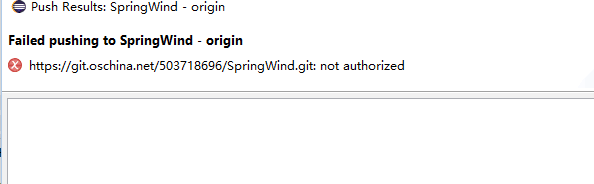 Push Results: SpringWind - origin
Failed pushing to SpringWind - origin
https://git.oschina.net/503718696/SpringWind.git: not authorized